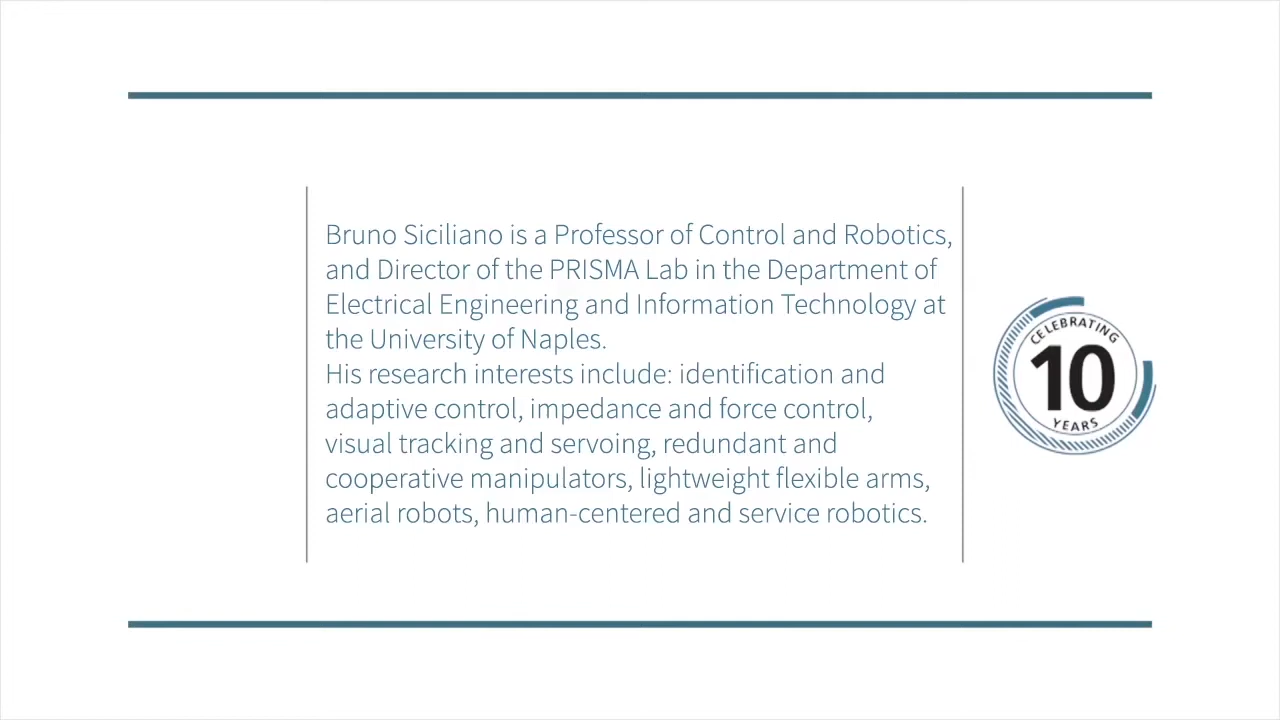 Bruno Siciliano is a Professor of Control and Robotics,
and Director of the PRISMA Lab in the Department of
Electrical Engineering and Information Technology at
the University of Naples.
His research interests include: identification and
adaptive control, impedance and force control,
visual tracking and servoing, redundant and
cooperative manipulators, lightweight flexible arms,
aerial robots, human-centered and service robotics.
CELEBRATING
10
YEARS